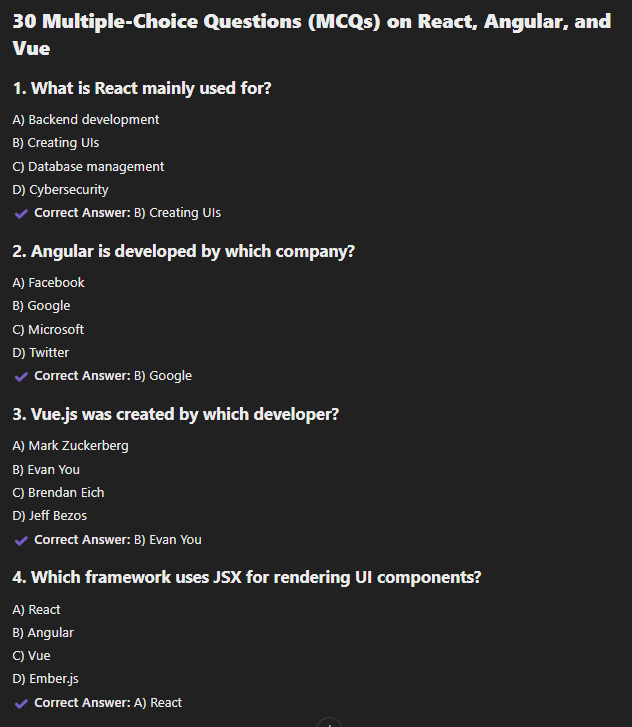 30 Multiple-Choice Questions (MCQs) on React, Angular, and
Vue
1. What is React mainly used for?
A) Backend development
B) Creating UIs
C) Database management
D) Cybersecurity
✔ Correct Answer: B) Creating UIs
2. Angular is developed by which company?
A) Facebook
B) Google
C) Microsoft
D) Twitter
✔ Correct Answer: B) Google
3. Vue.js was created by which developer?
A) Mark Zuckerberg
B) Evan You
C) Brendan Eich
D) Jeff Bezos
✔ Correct Answer: B) Evan You
4. Which framework uses JSX for rendering UI components?
A) React
B) Angular
C) Vue
D) Ember.js
✔ Correct Answer: A) React